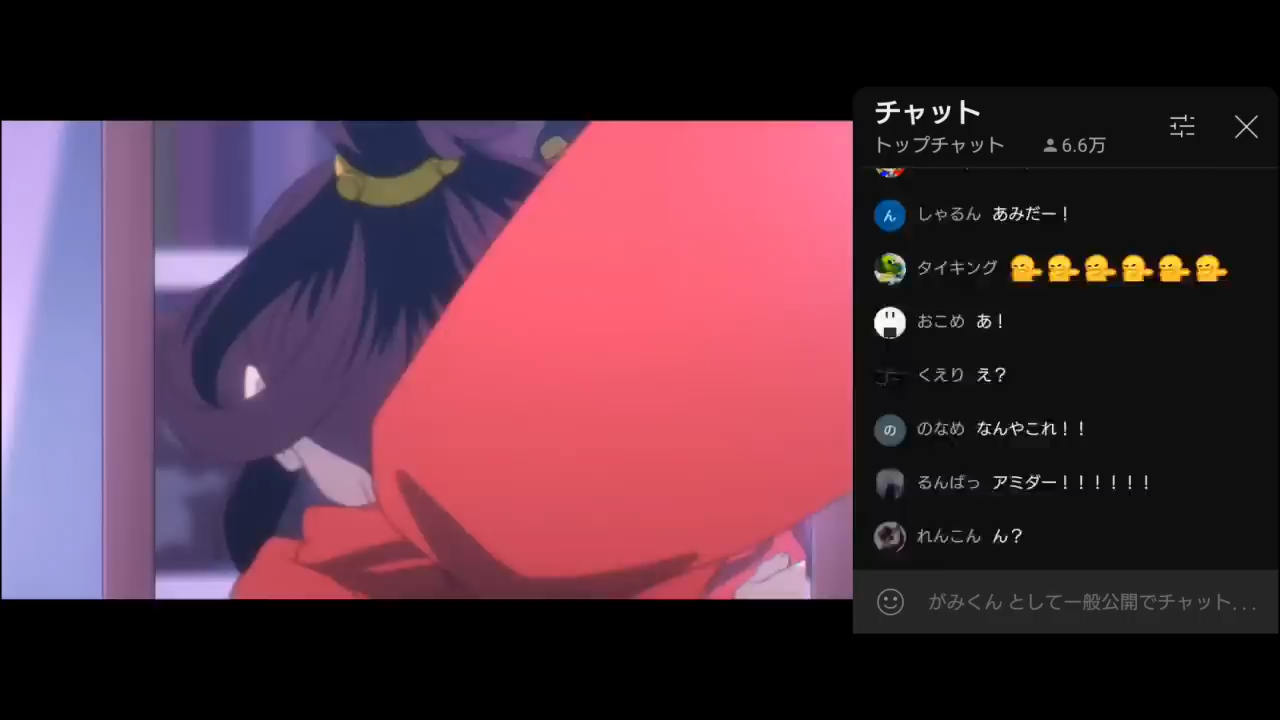 チャット
トップチャット 6.6万
ん しゃるん あみだー！
タイキング
おこめ あ！
くえり え？
の のなめ なんやこれ！！
るんばっ アミダー！！！！！！
れんこん ん？
がみくん として一般公開でチャット...